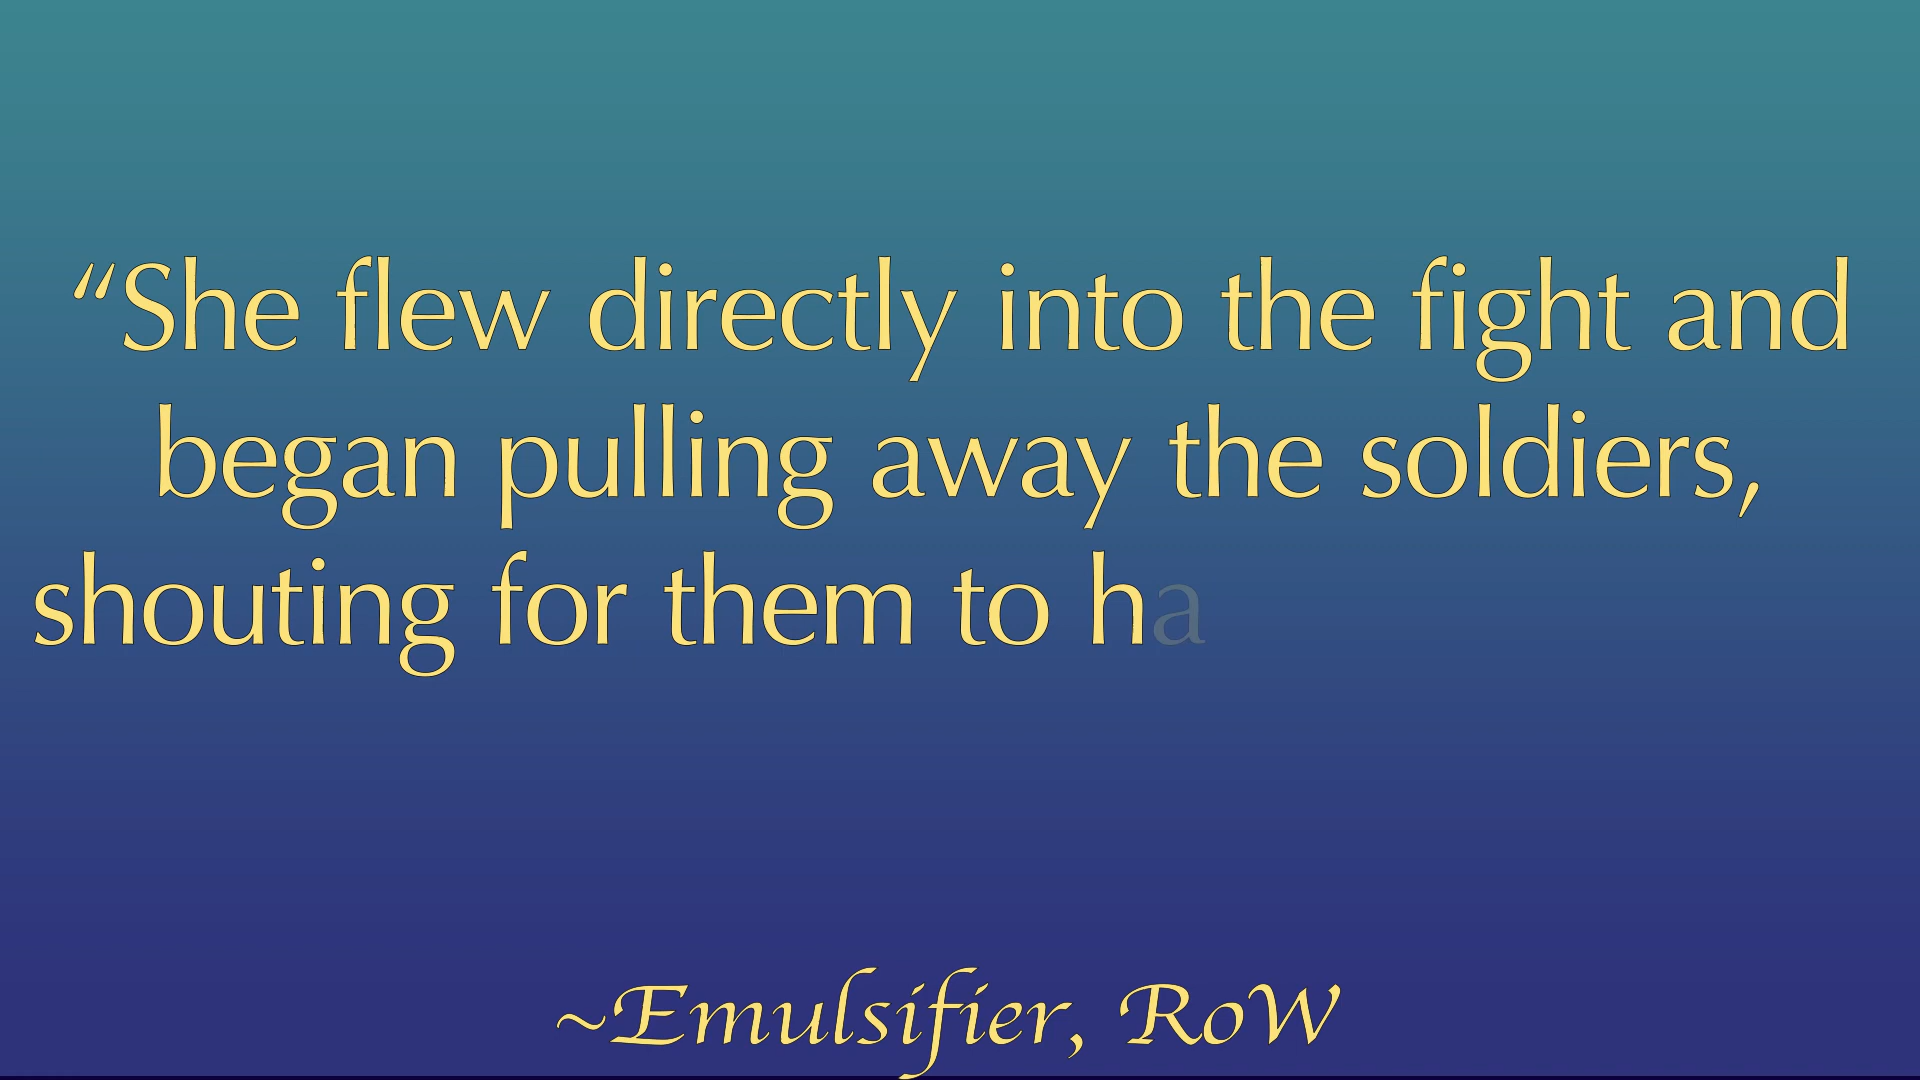 “She flew directly into the fight and
began pulling away the soldiers,
shouting for them to ha
~Emulsifier, RoW